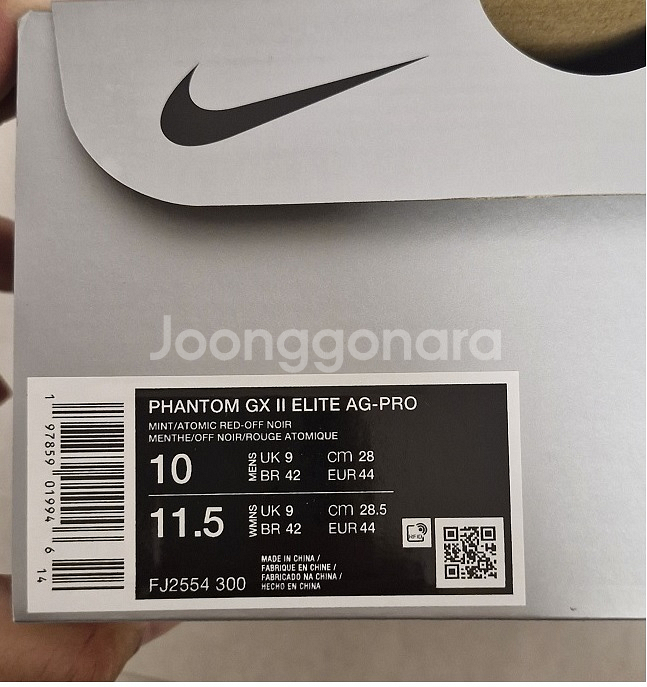 Joonggonara
PHANTOM GX II ELITE AG-PRO
MINT/ATOMIC RED-OFF NOIR
MENTHE/OFF NOIR/ROUGE ATOMIQUE
10 MENS UK 9 cm 28
BR 42 EUR 44
11.5 WMNS UK 9 cm 28.5
BR 42 EUR 44
FJ2554 300
MADE IN CHINA /
FABRIQUE EN CHINE /
FABRICADO NA CHINA /
HECHO EN CHINA
1 97859 01994 6 14